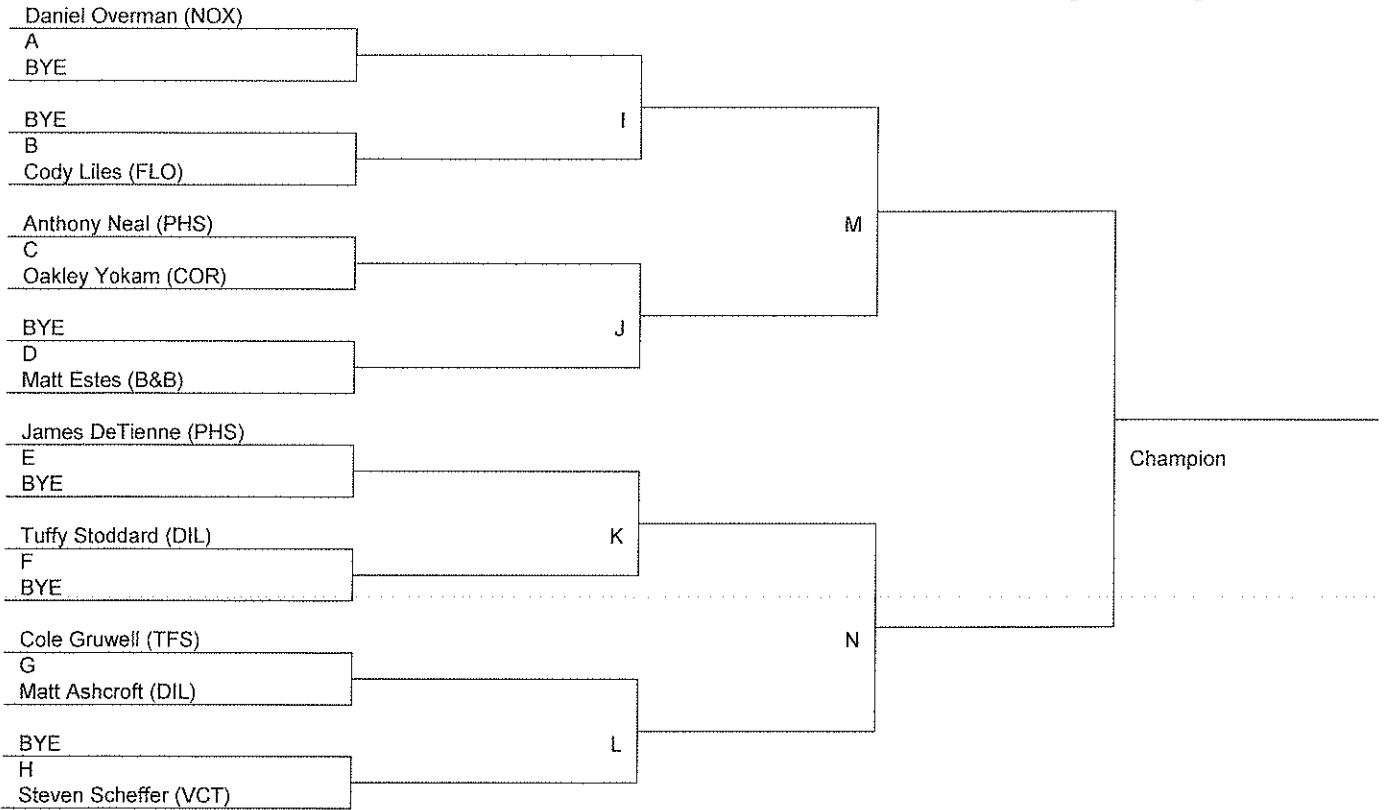 Daniel Overman (NOX)
A
BYE
BYE
B
Cody Liles (FLO)
I
Anthony Neal (PHS)
C
Oakley Yokam (COR)
M
BYE
D
Matt Estes (B&B)
J
James DeTienne (PHS)
E
BYE
Champion
Tuffy Stoddard (DIL)
F
BYE
K
Cole Gruwell (TFS)
G
Matt Ashcroft (DIL)
N
BYE
H
Steven Scheffer (VCT)
L